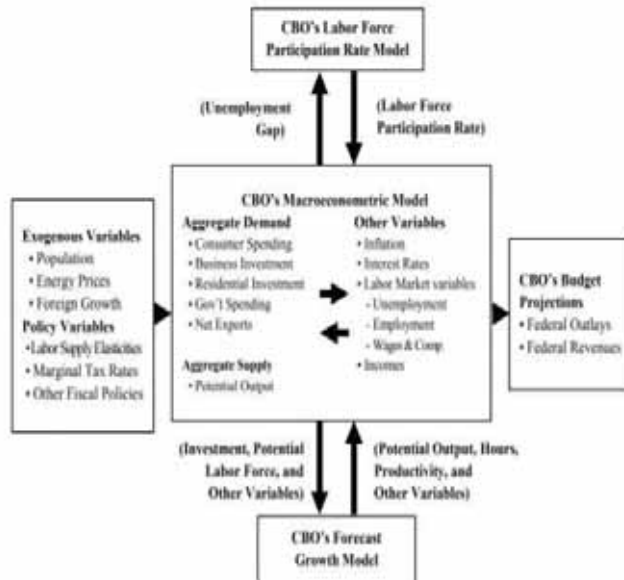 CBO's Labor Force
Participation Rate Model
(Unemployment
Gap)
(Labor Force
Participation Rate)
CBO's Macroeconometric Model
Exogenous Variables
• Population
• Energy Prices
• Foreign Growth
Policy Variables
• Labor Supply Elasticities
• Marginal Tax Rates
• Other Fiscal Policies
Aggregate Demand
• Consumer Spending
• Business Investment
• Residential Investment
• Gov't Spending
• Net Exports
Aggregate Supply
• Potential Output
Other Variables
• Inflation
• Interest Rates
• Labor Market variables
- Unemployment
- Employment
- Wages & Comp.
• Incomes
CBO's Budget
Projections
• Federal Outlays
• Federal Revenues
(Investment, Potential
Labor Force, and
Other Variables)
(Potential Output, Hours,
Productivity, and
Other Variables)
CBO's Forecast
Growth Model